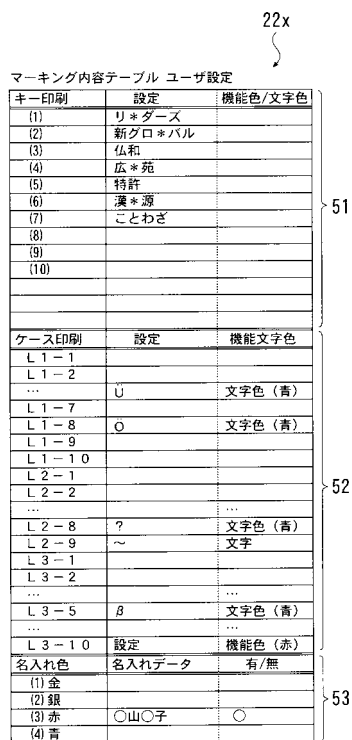 22x
マーキング内容テーブル ユーザ設定
キー印刷 設定 機能色/文字色
(1) リ*ダーズ
(2) 新グロ*バル
(3) 仏和
(4) 広*苑
(5) 特許
(6) 漢*源
(7) ことわざ
(8)
(9)
(10)
51
ケース印刷 設定 機能文字色
L1-1
L1-2
... Ü 文字色(青)
L1-7
L1-8 Ö 文字色(青)
L1-9
L1-10
L2-1
L2-2
... ...
L2-8 ? 文字色(青)
L2-9 ~ 文字
L3-1
L3-2
... ...
L3-5 β 文字色(青)
... ...
L3-10 設定 機能色(赤)
52
名入れ色 名入れデータ 有/無
(1) 金
(2) 銀
(3) 赤 〇山〇子 〇
(4) 青
53